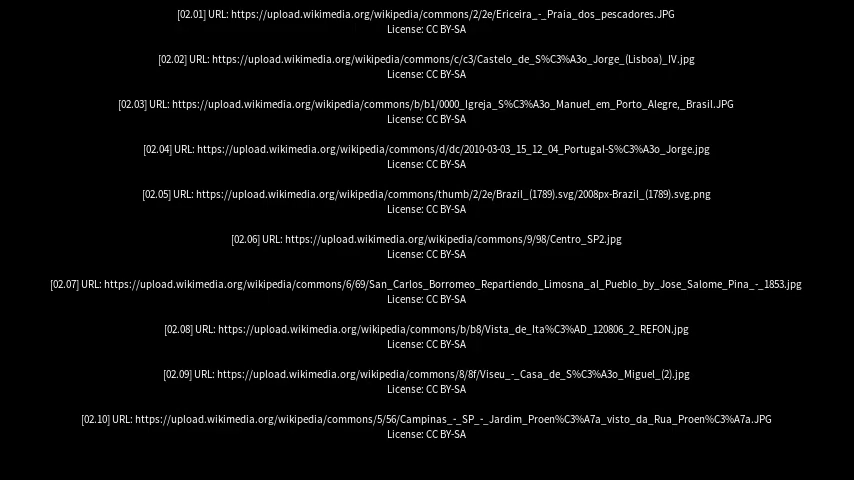 [02.01] URL: https://upload.wikimedia.org/wikipedia/commons/2/2e/Ericeira_-_Praia_dos_pescadores.JPG
License: CC BY-SA
[02.02] URL: https://upload.wikimedia.org/wikipedia/commons/c/c3/Castelo_de_S%C3%A3o_Jorge_(Lisboa)_IV.jpg
License: CC BY-SA
[02.03] URL: https://upload.wikimedia.org/wikipedia/commons/b/b1/0000_Igreja_S%C3%A3o_Manuel_em_Porto_Alegre,_Brasil.JPG
License: CC BY-SA
[02.04] URL: https://upload.wikimedia.org/wikipedia/commons/d/dc/2010-03-03_15_12_04_Portugal-S%C3%A3o_Jorge.jpg
License: CC BY-SA
[02.05] URL: https://upload.wikimedia.org/wikipedia/commons/thumb/2/2e/Brazil_(1789).svg/2008px-Brazil_(1789).svg.png
License: CC BY-SA
[02.06] URL: https://upload.wikimedia.org/wikipedia/commons/9/98/Centro_SP2.jpg
License: CC BY-SA
[02.07] URL: https://upload.wikimedia.org/wikipedia/commons/6/69/San_Carlos_Borromeo_Repartiendo_Limosna_al_Pueblo_by_Jose_Salome_Pina_-_1853.jpg
License: CC BY-SA
[02.08] URL: https://upload.wikimedia.org/wikipedia/commons/b/b8/Vista_de_Ita%C3%AD_120806_2_REFON.jpg
License: CC BY-SA
[02.09] URL: https://upload.wikimedia.org/wikipedia/commons/8/8f/Viseu_-_Casa_de_S%C3%A3o_Miguel_(2).jpg
License: CC BY-SA
[02.10] URL: https://upload.wikimedia.org/wikipedia/commons/5/56/Campinas_-_SP_-_Jardim_Proen%C3%A7a_visto_da_Rua_Proen%C3%A7a.JPG
License: CC BY-SA